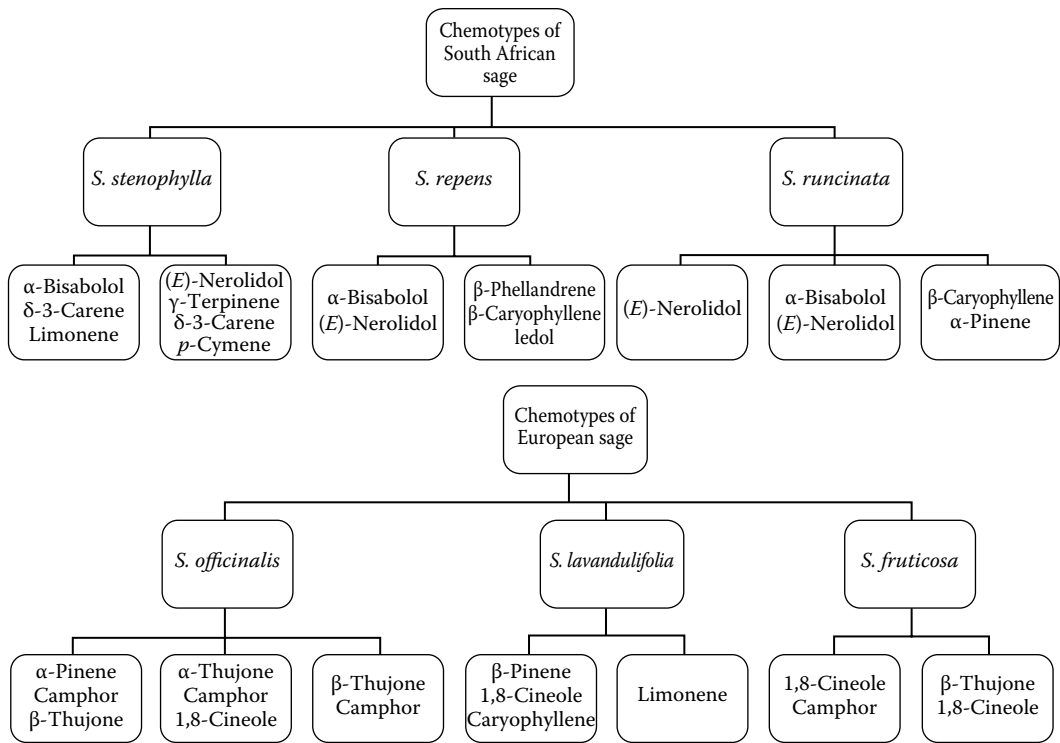 Chemotypes of
South African
sage
S. stenophylla
S. repens
S. runcinata
α-Bisabolol
δ-3-Carene
Limonene
(E)-Nerolidol
γ-Terpinene
δ-3-Carene
p-Cymene
α-Bisabolol
(E)-Nerolidol
β-Phellandrene
β-Caryophyllene
ledol
(E)-Nerolidol
α-Bisabolol
(E)-Nerolidol
β-Caryophyllene
α-Pinene
Chemotypes of
European sage
S. officinalis
S. lavandulifolia
S. fruticosa
α-Pinene
Camphor
β-Thujone
α-Thujone
Camphor
1,8-Cineole
β-Thujone
Camphor
β-Pinene
1,8-Cineole
Caryophyllene
Limonene
1,8-Cineole
Camphor
β-Thujone
1,8-Cineole